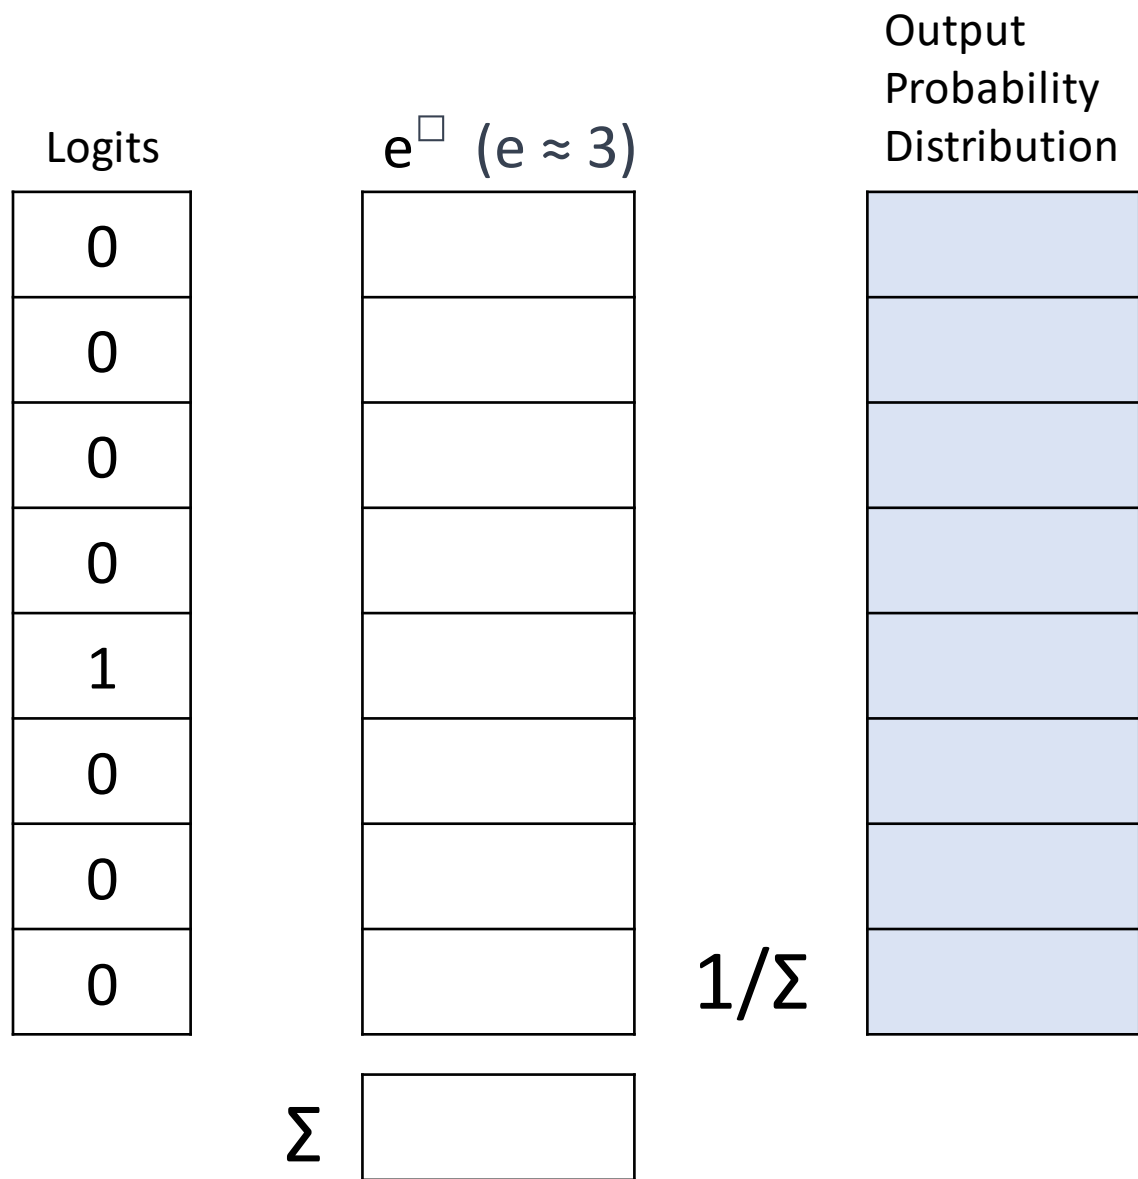 Output
Probability
Distribution
Logits
e□ (e ≈ 3)
0
0
0
0
1
0
0
0
1/Σ
Σ